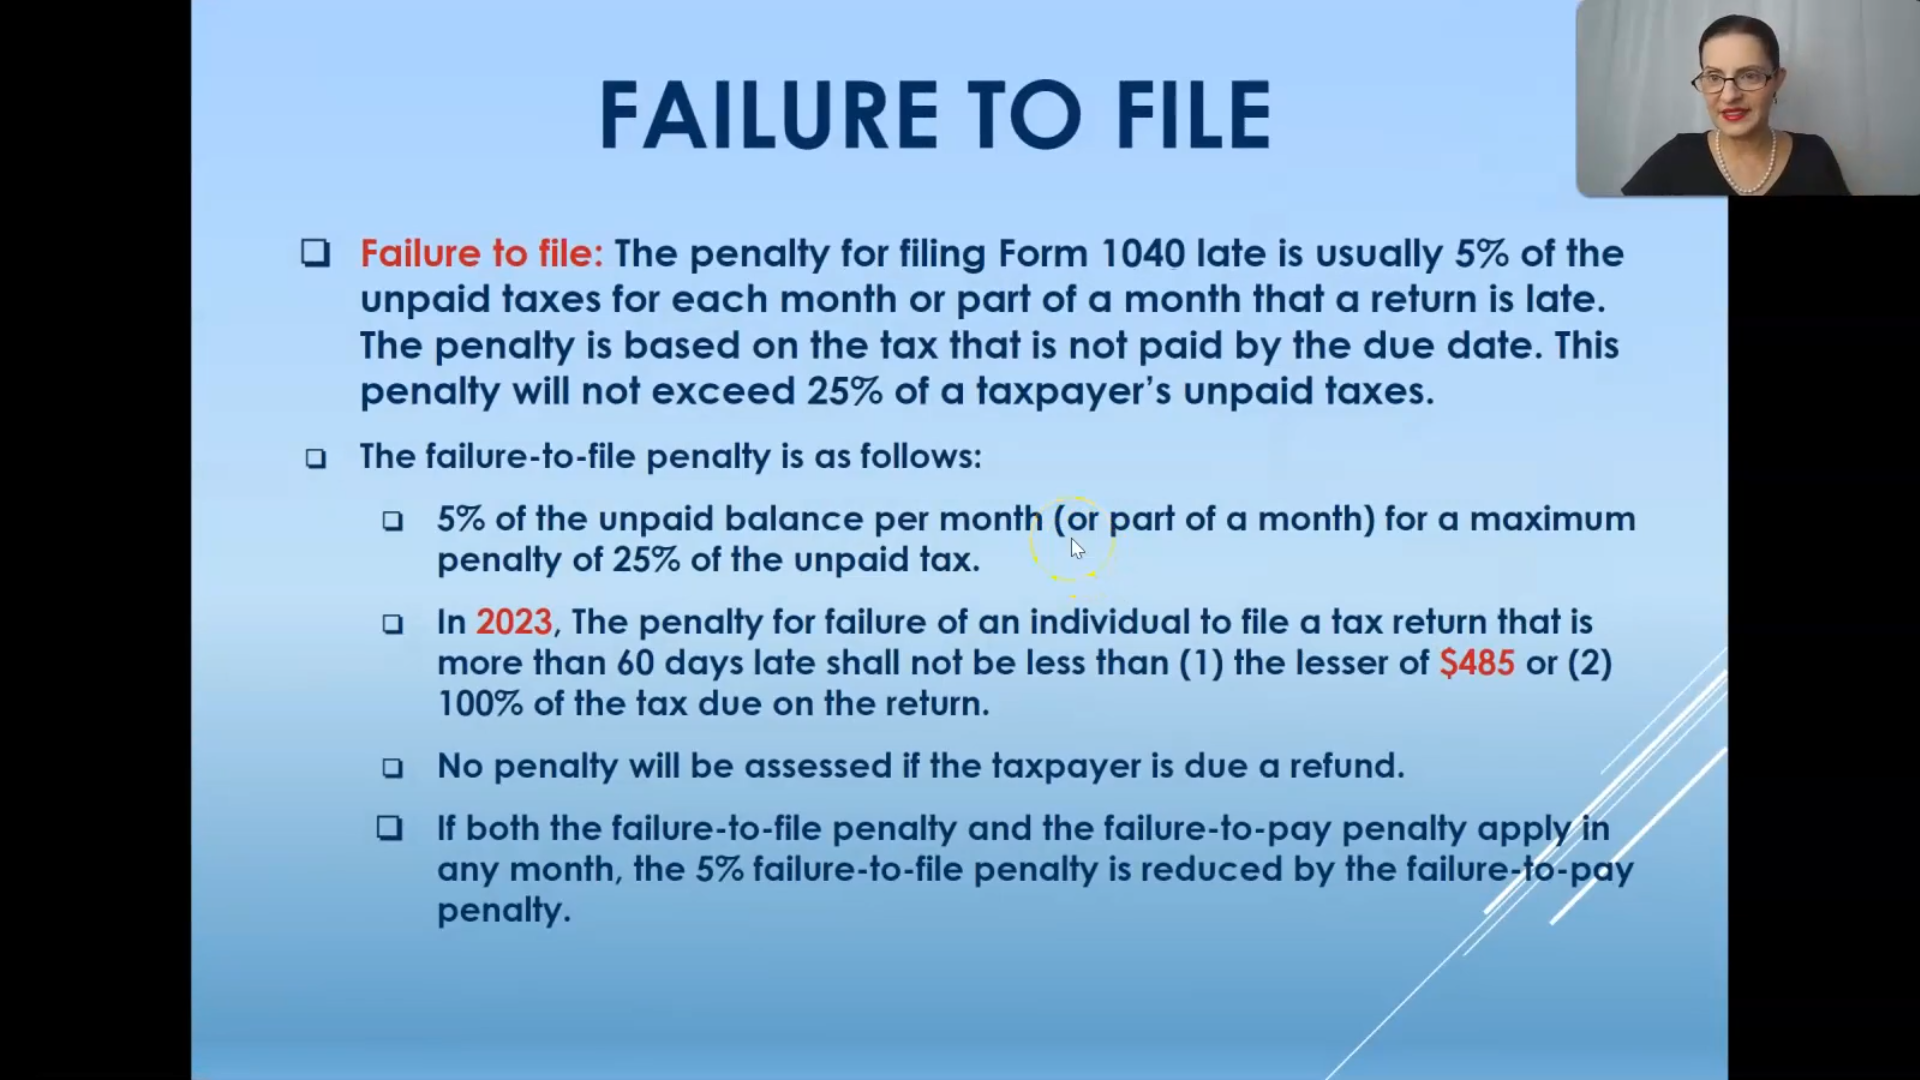 FAILURE TO FILE
Failure to file: The penalty for filing Form 1040 late is usually 5% of the
unpaid taxes for each month or part of a month that a return is late.
The penalty is based on the tax that is not paid by the due date. This
penalty will not exceed 25% of a taxpayer’s unpaid taxes.
The failure-to-file penalty is as follows:
5% of the unpaid balance per month (or part of a month) for a maximum
penalty of 25% of the unpaid tax.
In 2023, The penalty for failure of an individual to file a tax return that is
more than 60 days late shall not be less than (1) the lesser of $485 or (2)
100% of the tax due on the return.
No penalty will be assessed if the taxpayer is due a refund.
If both the failure-to-file penalty and the failure-to-pay penalty apply in
any month, the 5% failure-to-file penalty is reduced by the failure-to-pay
penalty.